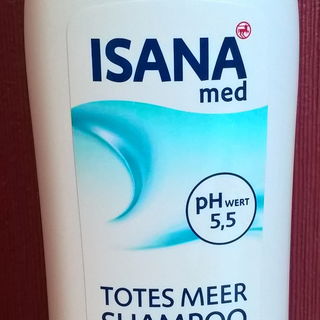 ISANA
med
pH WERT
5,5
TOTES MEER
SHAMPOO